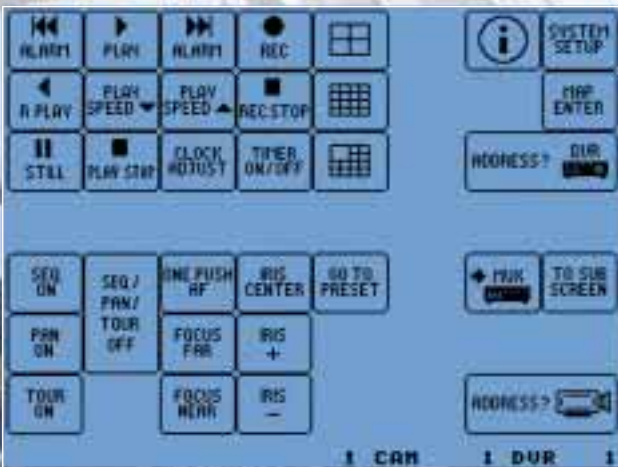 ALARM
PLAY
ALARM
REC
SYSTEM
SETUP
R PLAY
PLAY
SPEED
PLAY
SPEED
REC STOP
MAP
ENTER
STILL
PLAY STOP
CLOCK
ADJUST
TIMER
ON/OFF
ADDRESS? DVR
SEQ
ON
SEQ/
PAN/
TOUR
OFF
ONE PUSH
AF
IRIS
CENTER
GO TO
PRESET
MUX
TO SUB
SCREEN
PAN
ON
FOCUS
FAR
IRIS
+
TOUR
ON
FOCUS
NEAR
IRIS
-
ADDRESS?
1 CAM 1 DVR 1